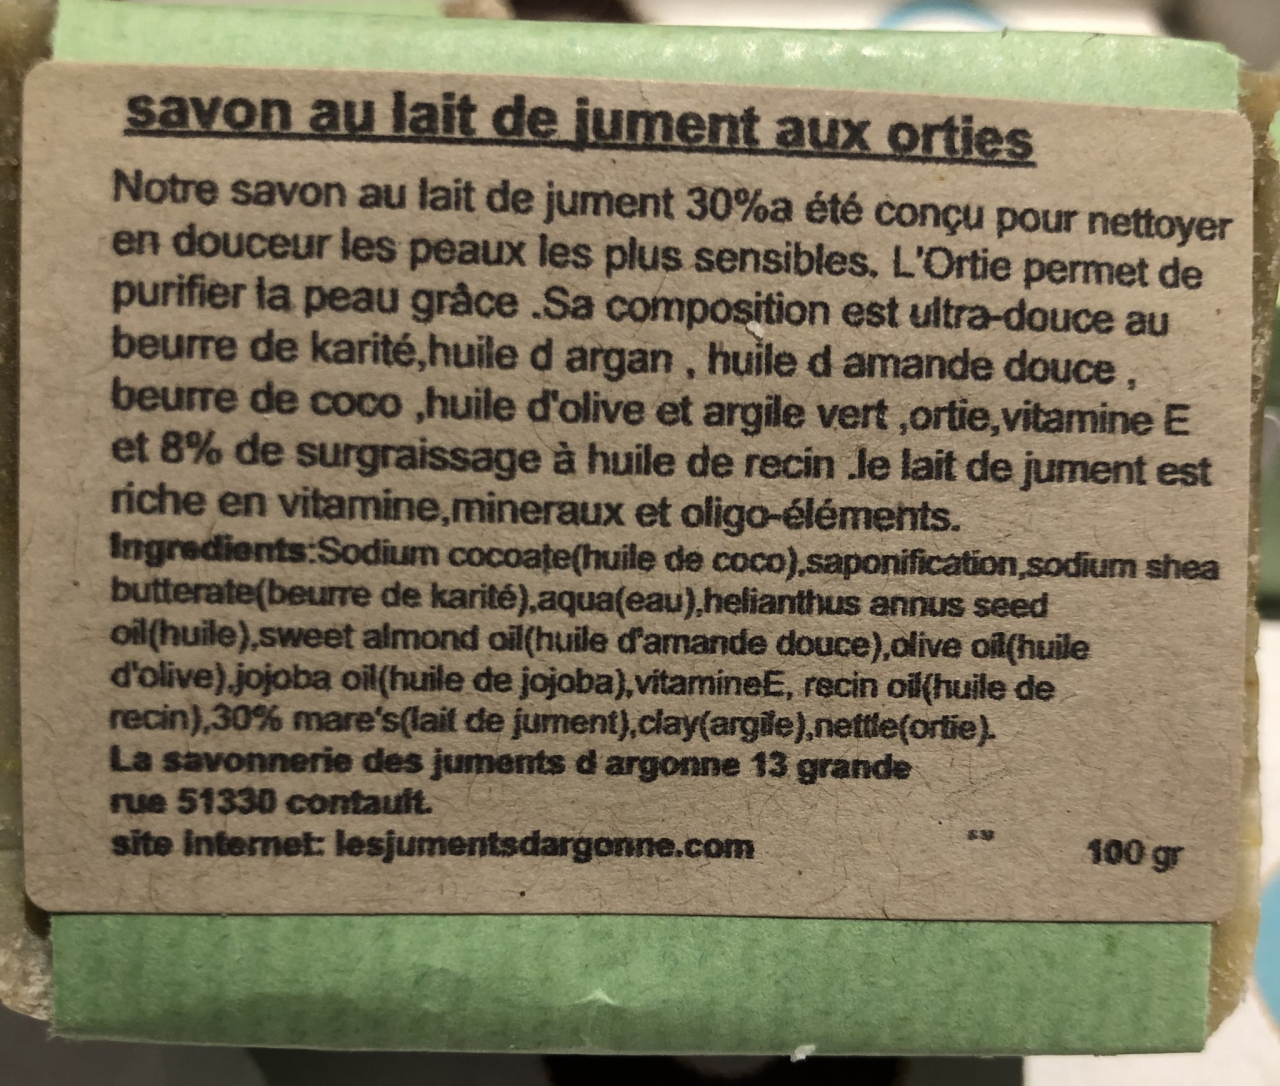 savon au lait de jument aux orties
Notre savon au lait de jument 30%a été conçu pour nettoyer
en douceur les peaux les plus sensibles. L'Ortie permet de
purifier la peau grâce .Sa composition est ultra-douce au
beurre de karité,huile d argan , huile d amande douce ,
beurre de coco ,huile d'olive et argile vert ,ortie,vitamine E
et 8% de surgraissage à huile de recin .le lait de jument est
riche en vitamine,mineraux et oligo-éléments.
Ingredients:Sodium cocoate(huile de coco),saponification,sodium shea
butterate(beurre de karité),aqua(eau),helianthus annus seed
oil(huile),sweet almond oil(huile d'amande douce),olive oil(huile
d'olive),jojoba oil(huile de jojoba),vitamineE, recin oil(huile de
recin),30% mare's(lait de jument),clay(argile),nettle(ortie).
La savonnerie des juments d argonne 13 grande
rue 51330 contault.
site internet: lesjumentsdargonne.com
100 gr